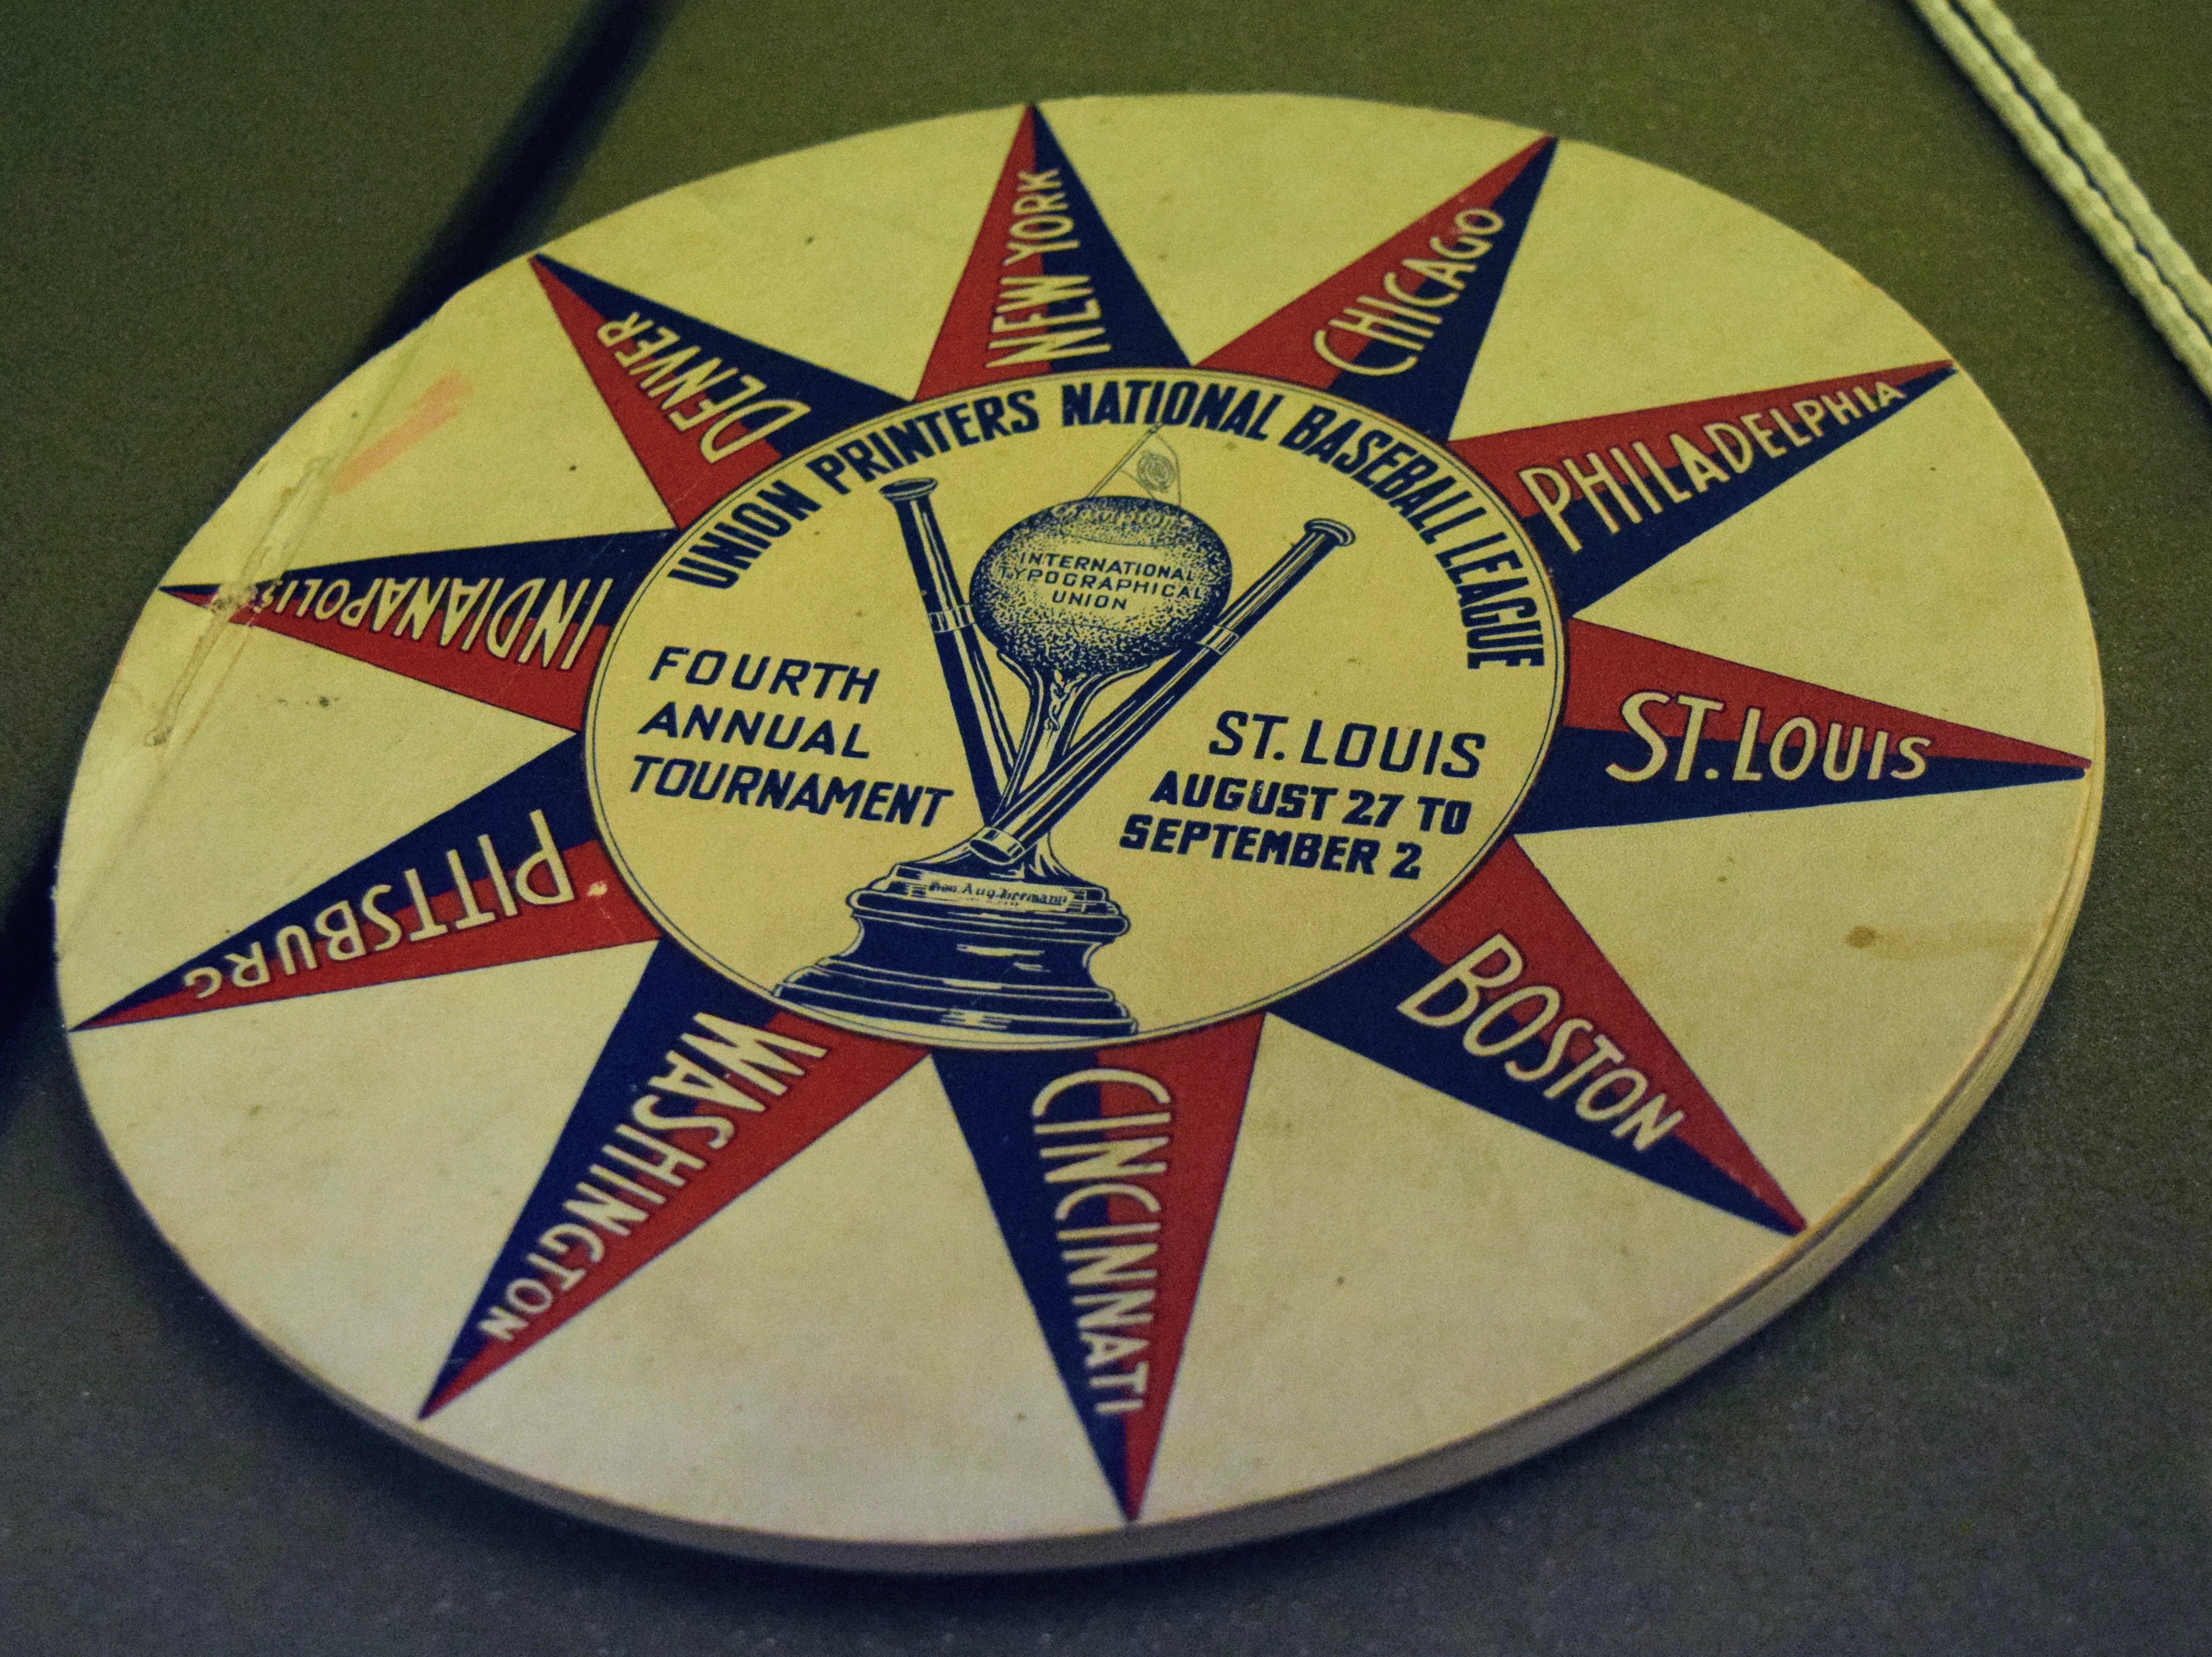 UNION PRINTERS NATIONAL BASEBALL LEAGUE
INTERNATIONAL
TYPOGRAPHICAL
UNION
FOURTH
ANNUAL
TOURNAMENT
ST. LOUIS
AUGUST 27 TO
SEPTEMBER 2
NEW YORK
CHICAGO
PHILADELPHIA
ST. LOUIS
BOSTON
CINCINNATI
WASHINGTON
PITTSBURG
INDIANAPOLIS
DENVER